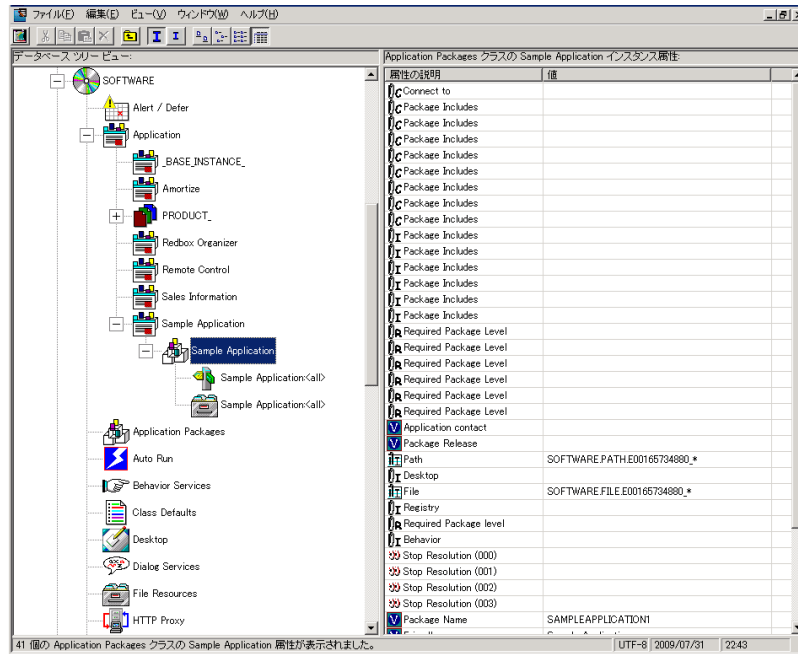 ファイル(F) 編集(E) ビュー(V) ウィンドウ(W) ヘルプ(H)
データベース ツリー ビュー:
SOFTWARE
Alert / Defer
Application
_BASE_INSTANCE_
Amortize
PRODUCT_
Redbox Organizer
Remote Control
Sales Information
Sample Application
Sample Application
Sample Application:<all>
Sample Application:<all>
Application Packages
Auto Run
Behavior Services
Class Defaults
Desktop
Dialog Services
File Resources
HTTP Proxy
Application Packages クラスの Sample Application インスタンス属性:
属性の説明 値
Connect to
Package Includes
Package Includes
Package Includes
Package Includes
Package Includes
Package Includes
Package Includes
Package Includes
Package Includes
Package Includes
Package Includes
Package Includes
Package Includes
Package Includes
Required Package Level
Required Package Level
Required Package Level
Required Package Level
Required Package Level
Required Package Level
Application contact
Package Release
Path SOFTWARE.PATH.E00165734880_*
Desktop
File SOFTWARE.FILE.E00165734880_*
Registry
Required Package level
Behavior
Stop Resolution (000)
Stop Resolution (001)
Stop Resolution (002)
Stop Resolution (003)
Package Name SAMPLEAPPLICATION1
41 個の Application Packages クラスの Sample Application 属性が表示されました。
UTF-8 2009/07/31 22:43